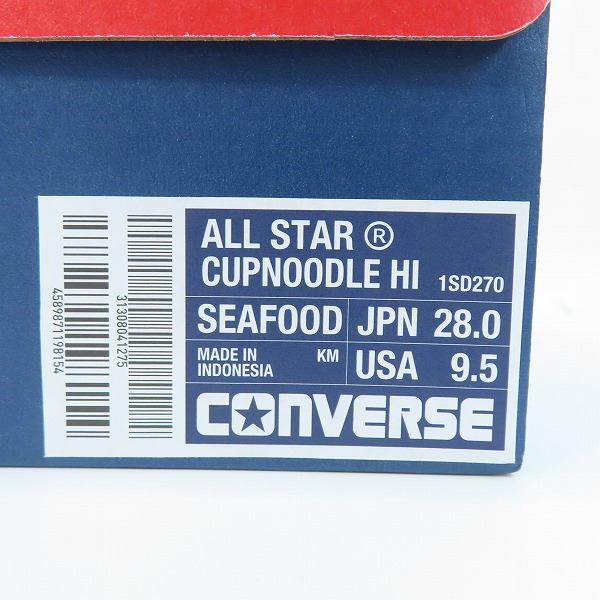 ALL STAR ®
CUPNOODLE HI 1SD270
SEAFOOD JPN 28.0
MADE IN
INDONESIA KM USA 9.5
CONVERSE
4589871198154
31308041275